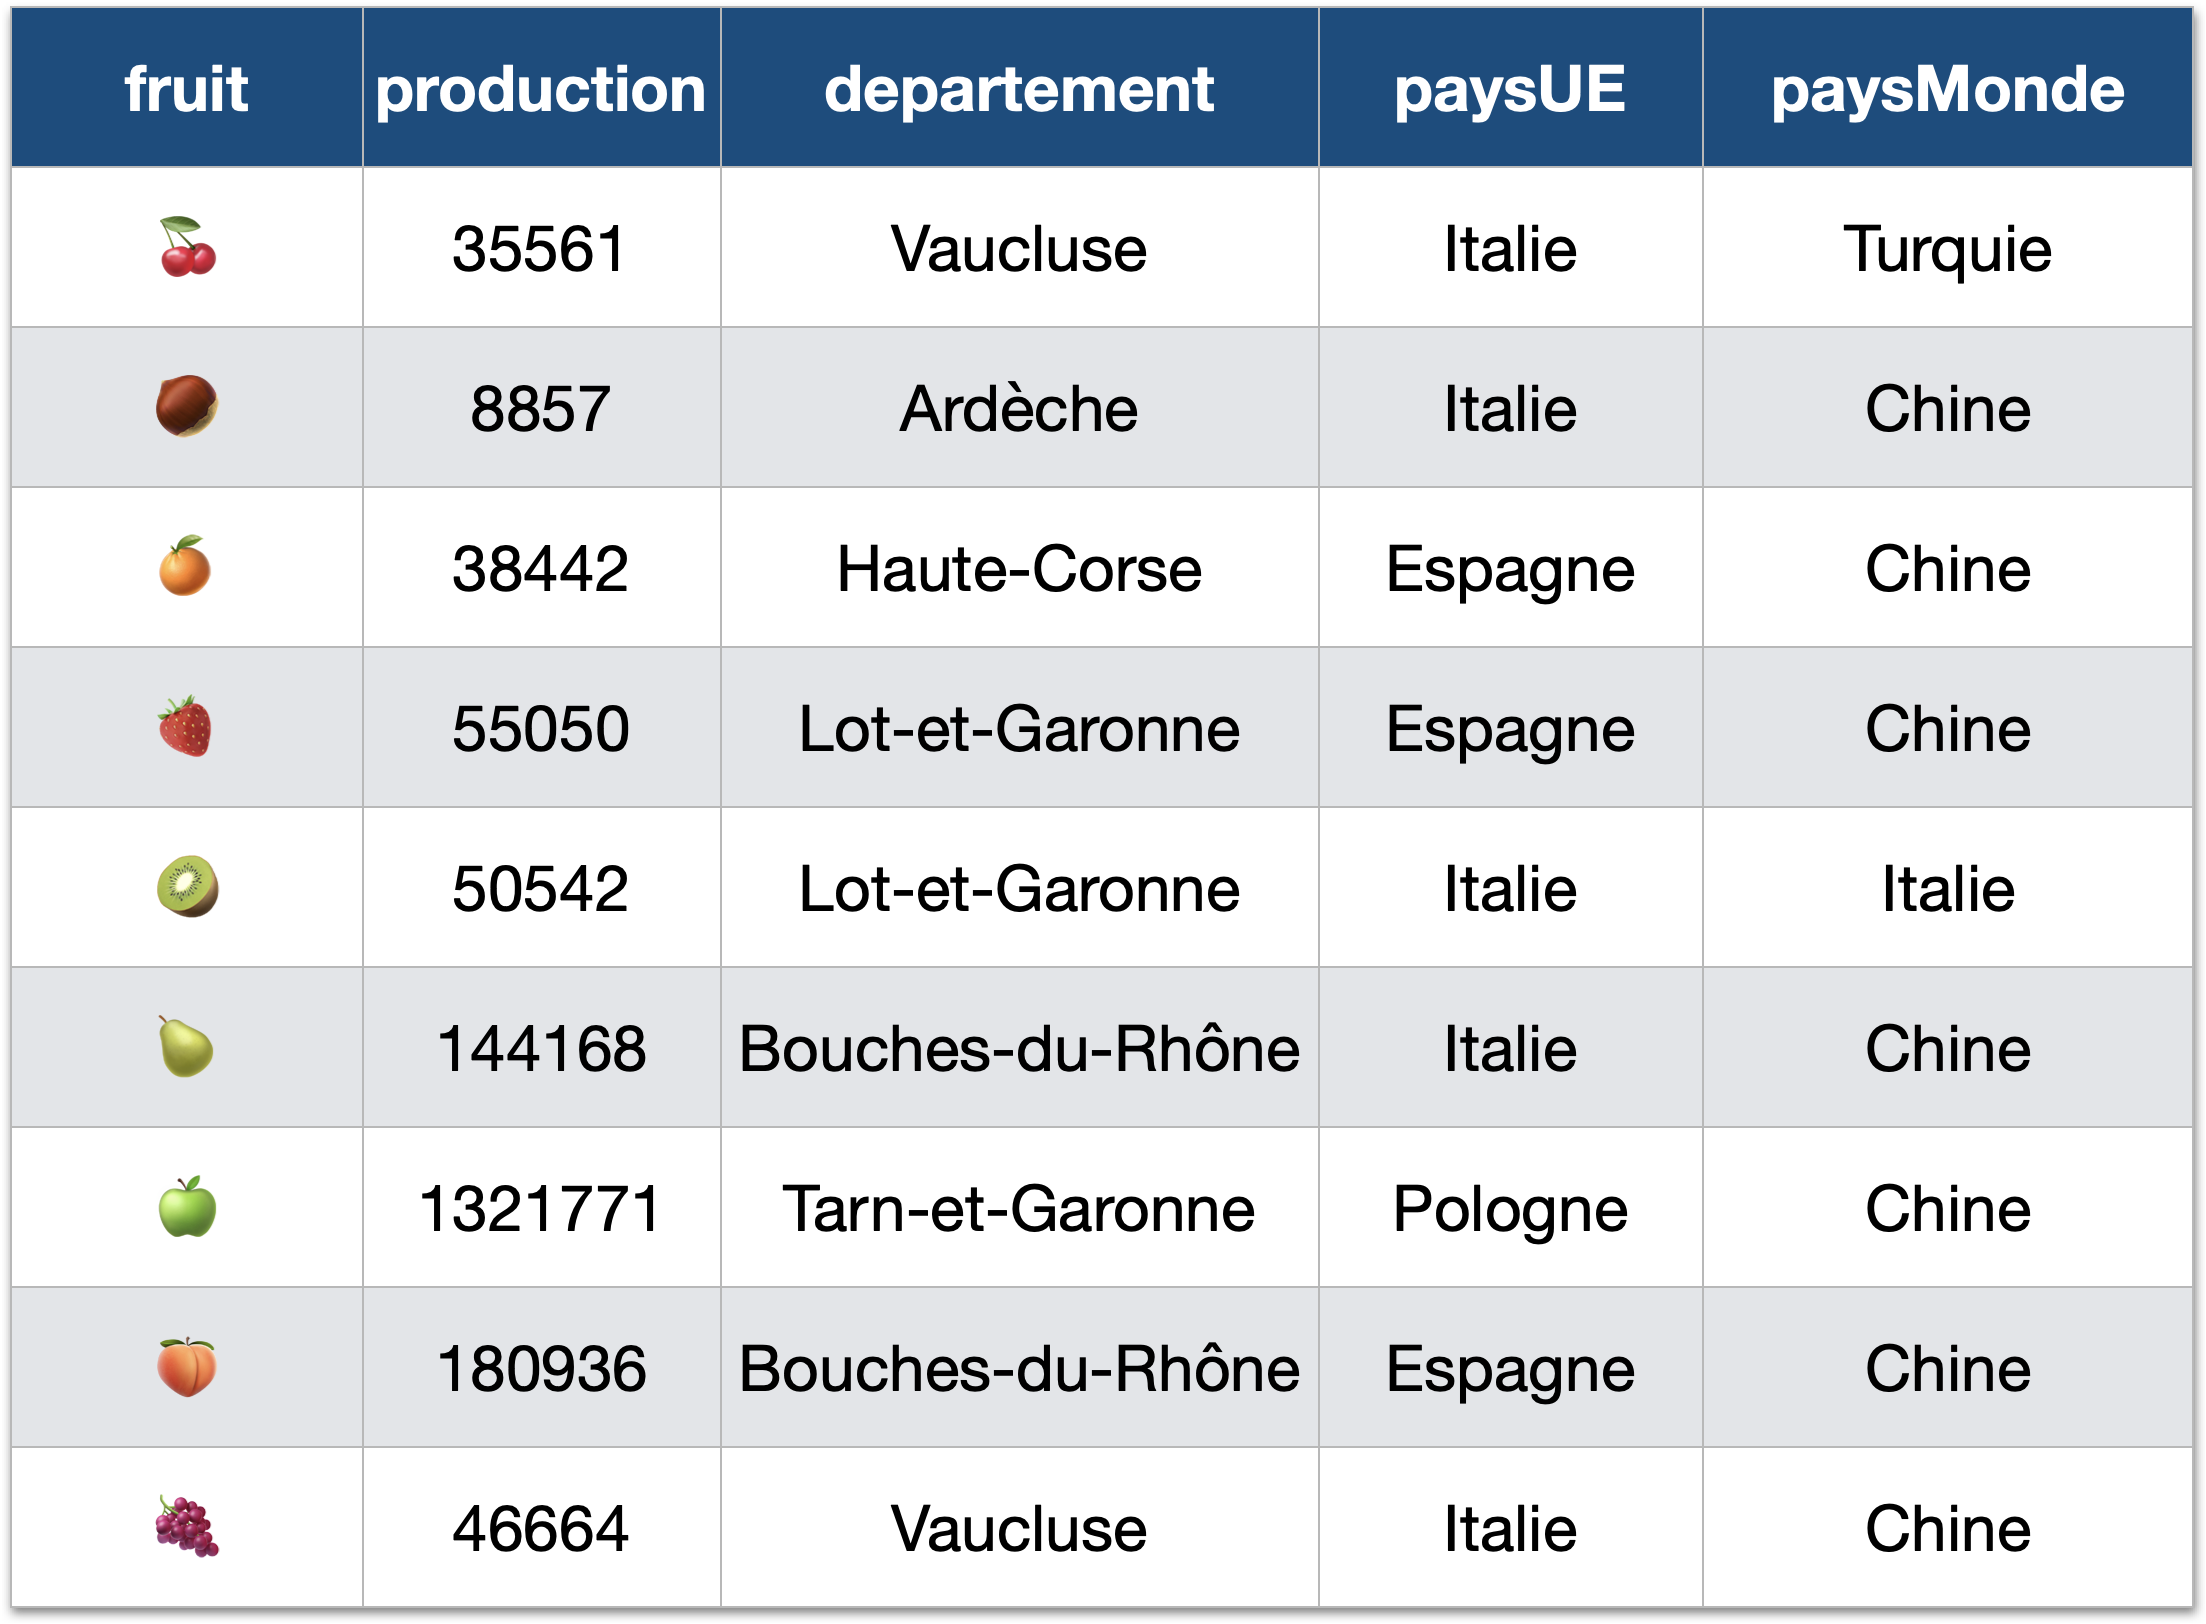 fruit production departement paysUE paysMonde
35561 Vaucluse Italie Turquie
8857 Ardèche Italie Chine
38442 Haute-Corse Espagne Chine
55050 Lot-et-Garonne Espagne Chine
50542 Lot-et-Garonne Italie Italie
144168 Bouches-du-Rhône Italie Chine
1321771 Tarn-et-Garonne Pologne Chine
180936 Bouches-du-Rhône Espagne Chine
46664 Vaucluse Italie Chine